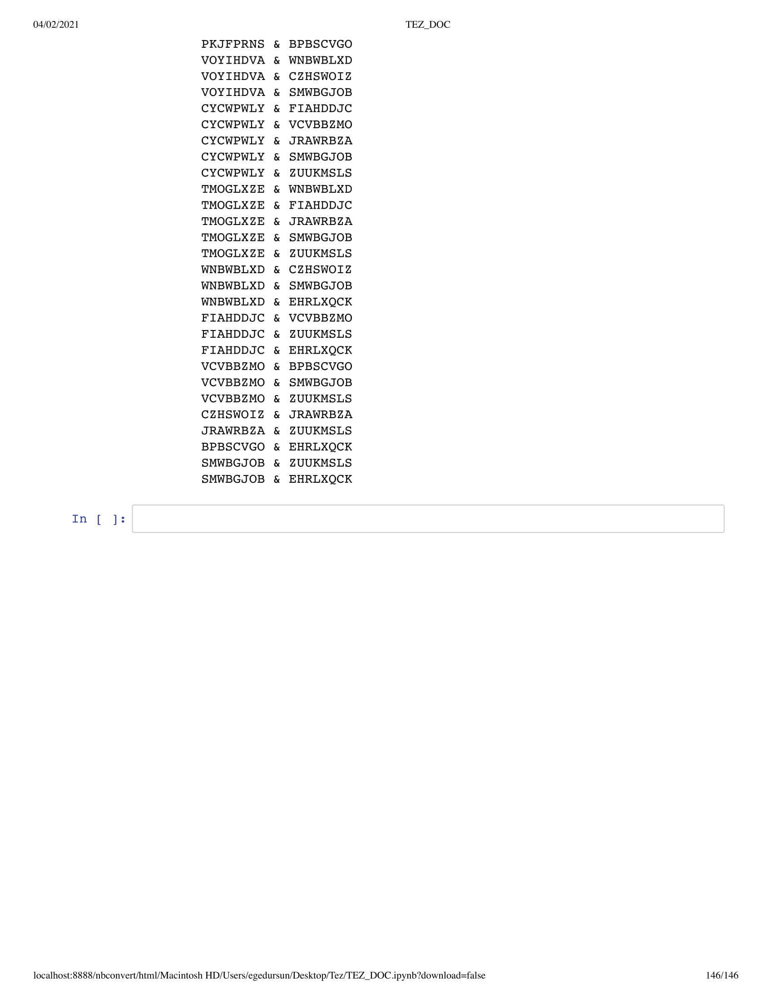 04/02/2021 TEZ_DOC
PKJFPRNS & BPBSCVGO
VOYIHDVA & WNBWBLXD
VOYIHDVA & CZHSWOIZ
VOYIHDVA & SMWBGJOB
CYCWPWLY & FIAHDDJC
CYCWPWLY & VCVBBZMO
CYCWPWLY & JRAWRBZA
CYCWPWLY & SMWBGJOB
CYCWPWLY & ZUUKMSLS
TMOGLXZE & WNBWBLXD
TMOGLXZE & FIAHDDJC
TMOGLXZE & JRAWRBZA
TMOGLXZE & SMWBGJOB
TMOGLXZE & ZUUKMSLS
WNBWBLXD & CZHSWOIZ
WNBWBLXD & SMWBGJOB
WNBWBLXD & EHRLXQCK
FIAHDDJC & VCVBBZMO
FIAHDDJC & ZUUKMSLS
FIAHDDJC & EHRLXQCK
VCVBBZMO & BPBSCVGO
VCVBBZMO & SMWBGJOB
VCVBBZMO & ZUUKMSLS
CZHSWOIZ & JRAWRBZA
JRAWRBZA & ZUUKMSLS
BPBSCVGO & EHRLXQCK
SMWBGJOB & ZUUKMSLS
SMWBGJOB & EHRLXQCK
In [ ]:
localhost:8888/nbconvert/html/Macintosh HD/Users/egedursun/Desktop/Tez/TEZ_DOC.ipynb?download=false 146/146